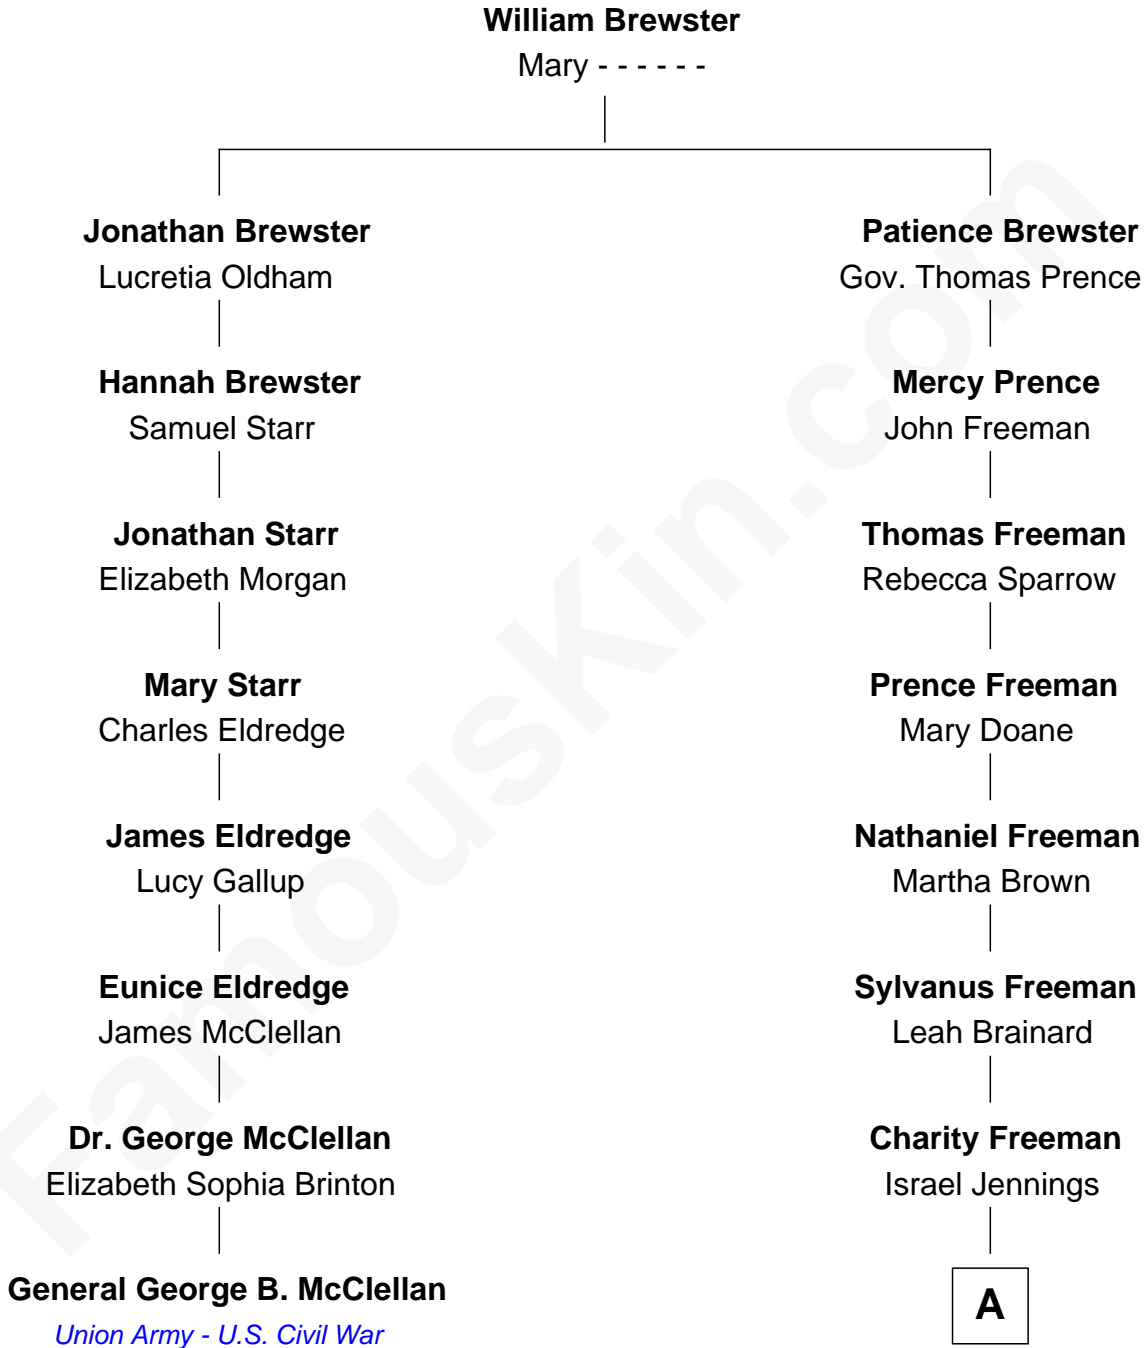 William Brewster
Mary - - - - - -
Jonathan Brewster
Lucretia Oldham
Patience Brewster
Gov. Thomas Prence
Hannah Brewster
Samuel Starr
Mercy Prence
John Freeman
Jonathan Starr
Elizabeth Morgan
Thomas Freeman
Rebecca Sparrow
Mary Starr
Charles Eldredge
Prence Freeman
Mary Doane
James Eldredge
Lucy Gallup
Nathaniel Freeman
Martha Brown
Eunice Eldredge
James McClellan
Sylvanus Freeman
Leah Brainard
Dr. George McClellan
Elizabeth Sophia Brinton
Charity Freeman
Israel Jennings
General George B. McClellan
Union Army - U.S. Civil War
A
FamousKin.com